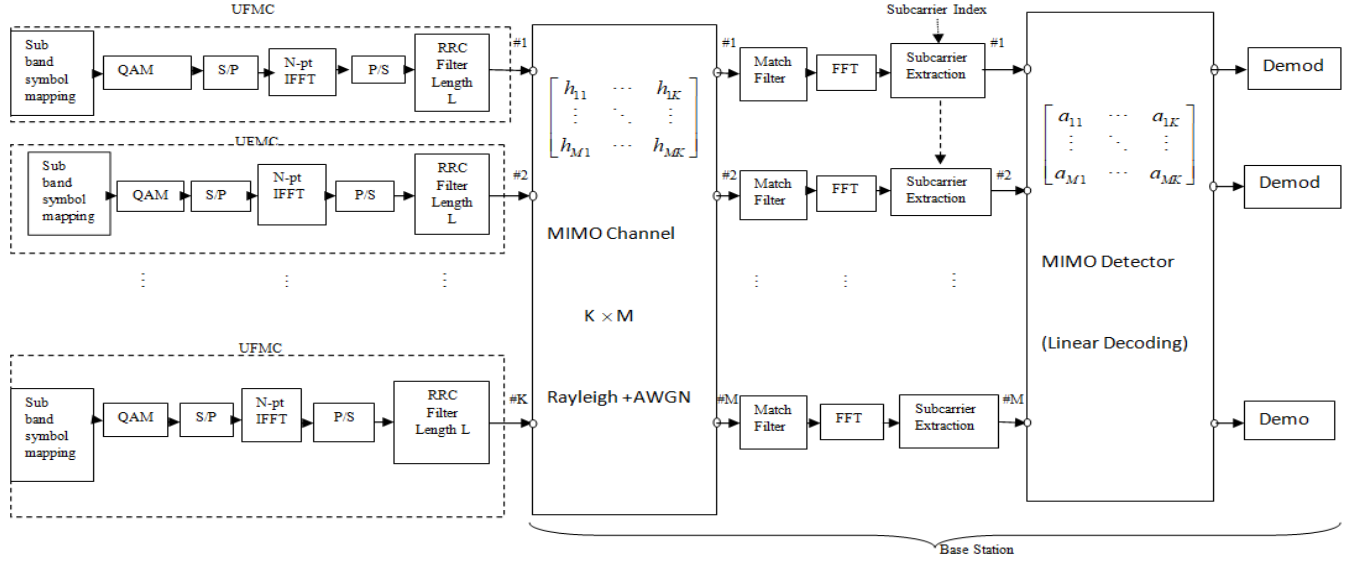 UFMC
Sub
band
symbol
mapping
QAM
S/P
N-pt
IFFT
P/S
RRC
Filter
Length
L
#1
UFMC
Sub
band
symbol
mapping
QAM
S/P
N-pt
IFFT
P/S
RRC
Filter
Length
L
#2
⋮ ⋮ ⋮
UFMC
Sub
band
symbol
mapping
QAM
S/P
N-pt
IFFT
P/S
RRC
Filter
Length L
#K
h11 ⋯ h1K
⋮ ⋱ ⋮
hM1 ⋯ hMK
MIMO Channel
K × M
Rayleigh +AWGN
Subcarrier Index
#1
Match
Filter
FFT
Subcarrier
Extraction
#1
#2
Match
Filter
FFT
Subcarrier
Extraction
#2
⋮ ⋮ ⋮
#M
Match
Filter
FFT
Subcarrier
Extraction
#M
a11 ⋯ a1K
⋮ ⋱ ⋮
aM1 ⋯ aMK
MIMO Detector
(Linear Decoding)
Demod
Demod
Demo
Base Station